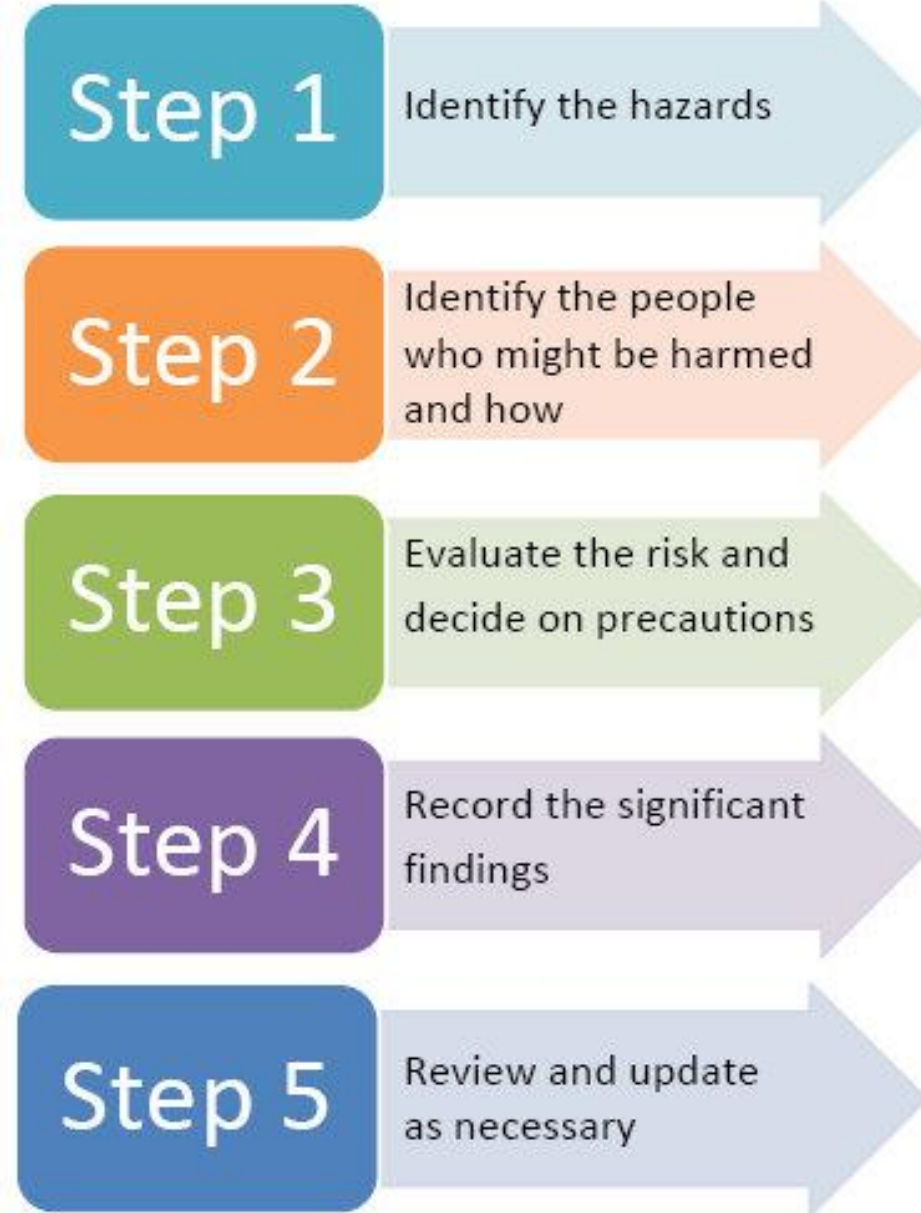 Step 1
Identify the hazards
Step 2
Identify the people
who might be harmed
and how
Step 3
Evaluate the risk and
decide on precautions
Step 4
Record the significant
findings
Step 5
Review and update
as necessary